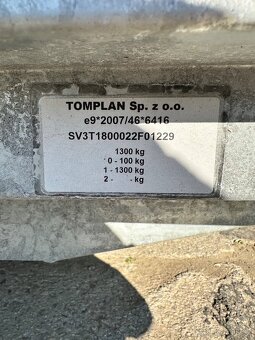 TOMPLAN Sp. z o.o.
e9*2007/46*6416
SV3T1800022F01229
1300 kg
0 - 100 kg
1 - 1300 kg
2 - - kg